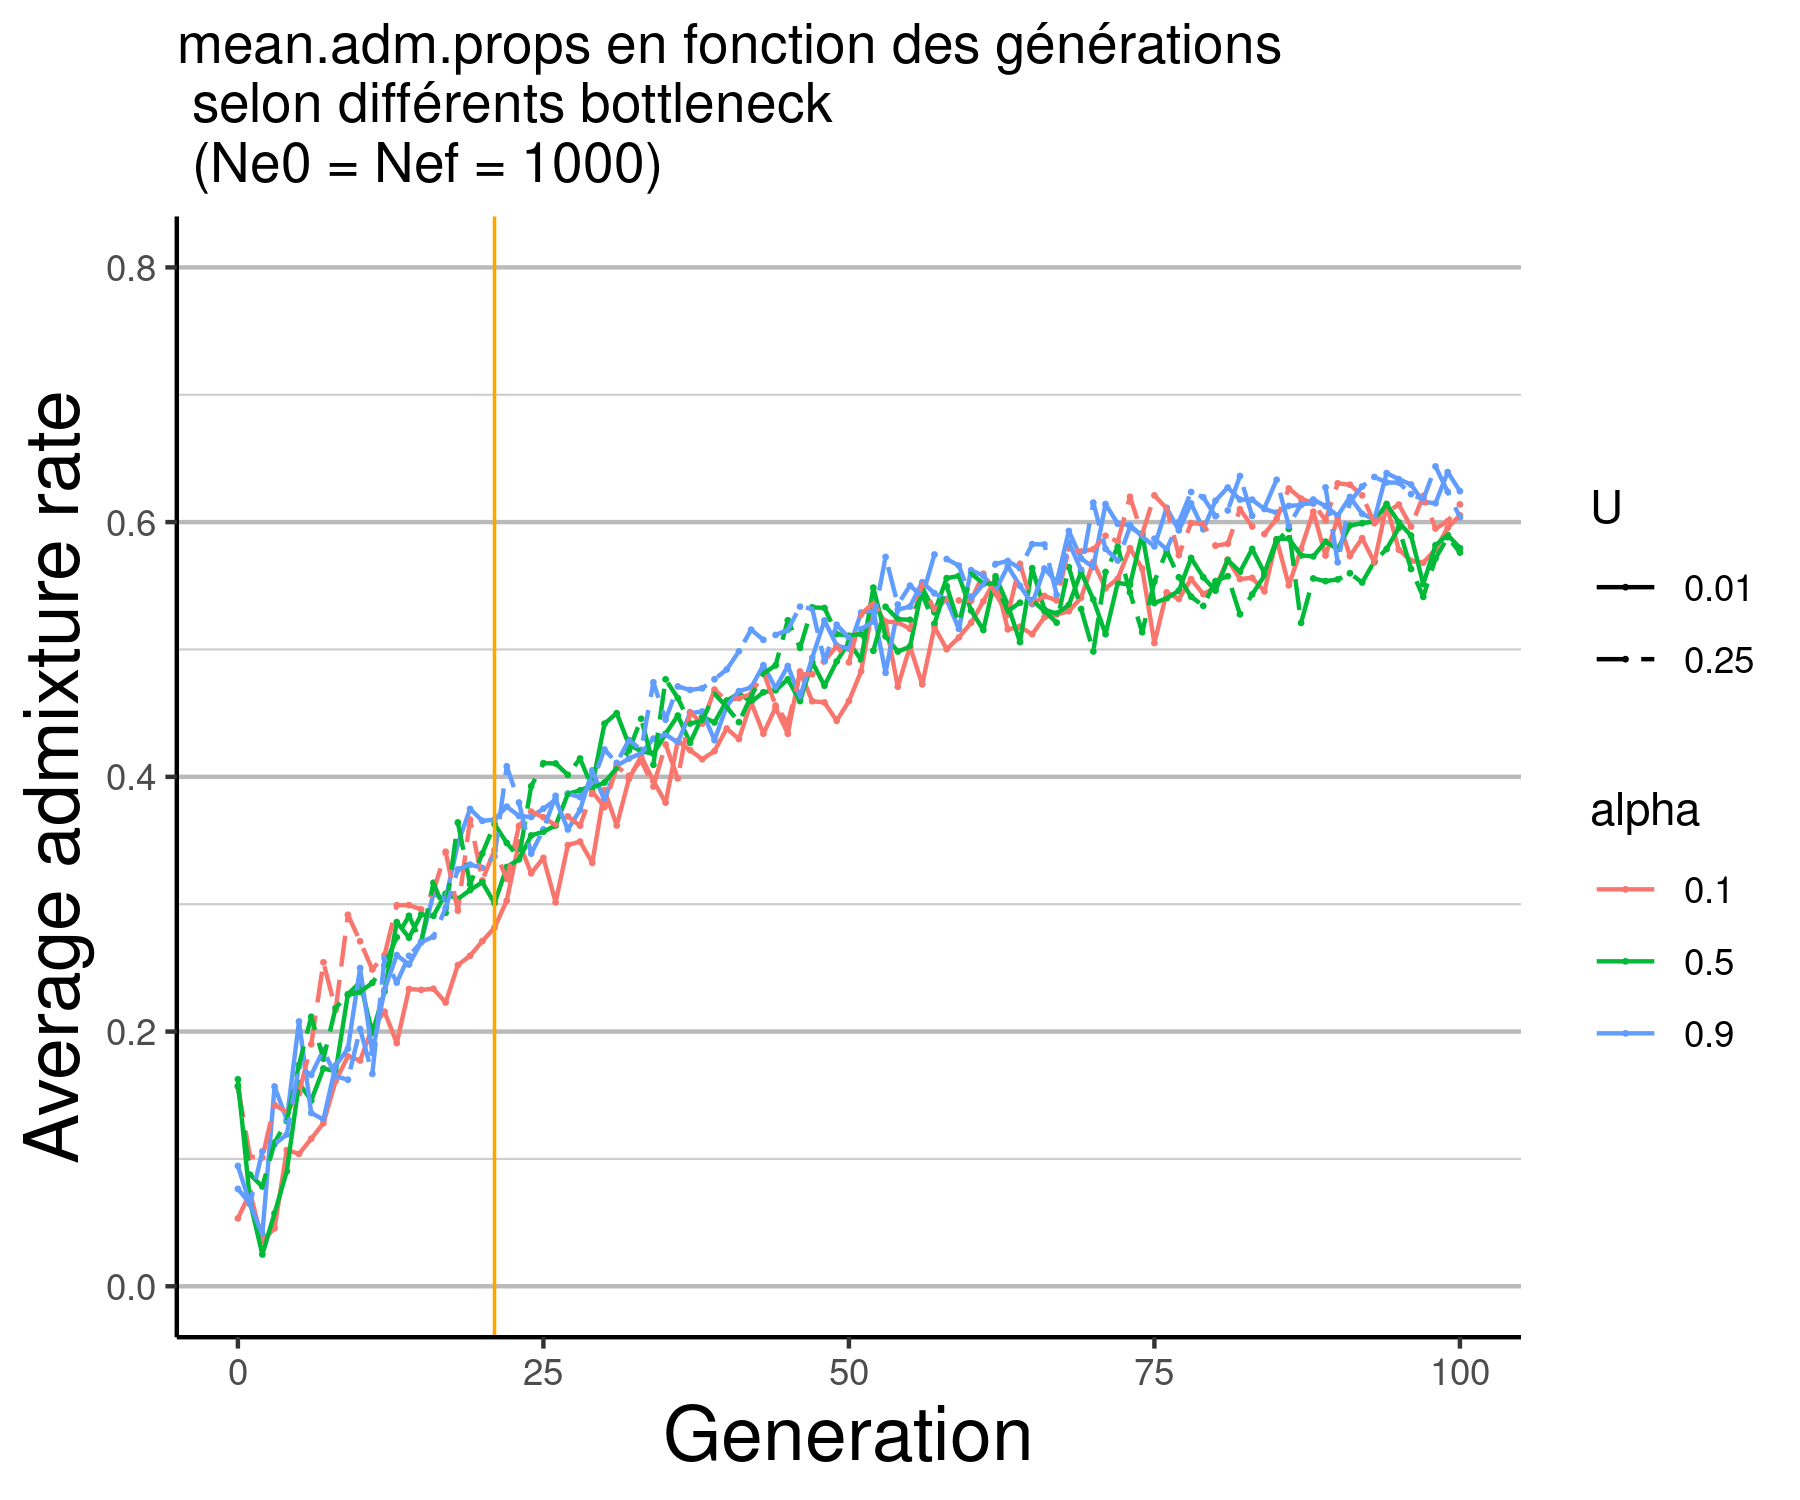 mean.adm.props en fonction des générations
selon différents bottleneck
(Ne0 = Nef = 1000)
Average admixture rate
0.8
0.6
0.4
0.2
0.0
0
25
50
75
100
Generation
U
0.01
0.25
alpha
0.1
0.5
0.9